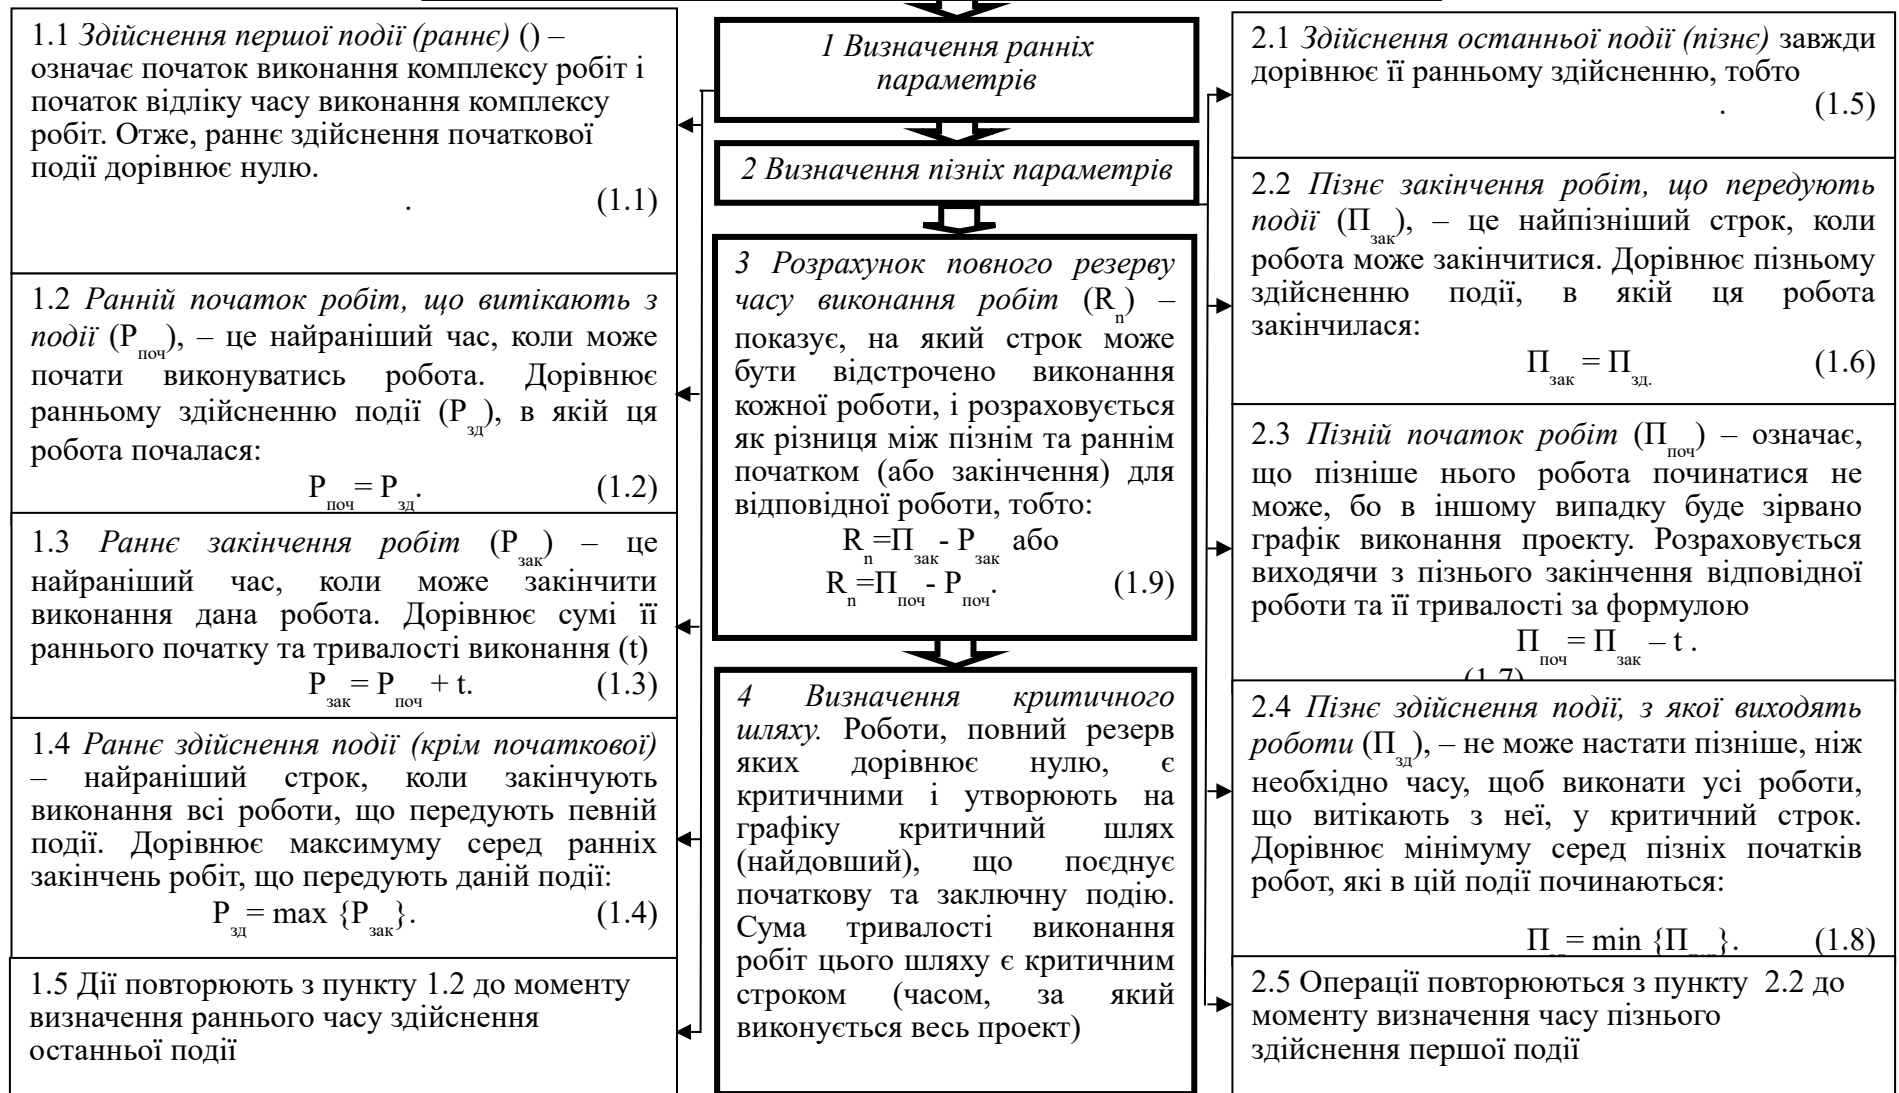 1.1 Здійснення першої події (раннє) () –
означає початок виконання комплексу робіт і
початок відліку часу виконання комплексу
робіт. Отже, раннє здійснення початкової
події дорівнює нулю.
. (1.1)
1.2 Ранній початок робіт, що витікають з
події (Рпоч), – це найраніший час, коли може
почати виконуватись робота. Дорівнює
ранньому здійсненню події (Рзд), в якій ця
робота почалася:
Рпоч= Рзд. (1.2)
1.3 Раннє закінчення робіт (Рзак) – це
найраніший час, коли може закінчити
виконання дана робота. Дорівнює сумі її
раннього початку та тривалості виконання (t)
Рзак= Рпоч + t. (1.3)
1.4 Раннє здійснення події (крім початкової)
– найраніший строк, коли закінчують
виконання всі роботи, що передують певній
події. Дорівнює максимуму серед ранніх
закінчень робіт, що передують даній події:
Рзд= max {Рзак}. (1.4)
1.5 Дії повторюють з пункту 1.2 до моменту
визначення раннього часу здійснення
останньої події
1 Визначення ранніх
параметрів
2 Визначення пізніх параметрів
3 Розрахунок повного резерву
часу виконання робіт (Rn) –
показує, на який строк може
бути відстрочено виконання
кожної роботи, і розраховується
як різниця між пізнім та раннім
початком (або закінчення) для
відповідної роботи, тобто:
Rn=Пзак- Рзак або
Rn=Ппоч- Рпоч. (1.9)
4 Визначення критичного
шляху. Роботи, повний резерв
яких дорівнює нулю, є
критичними і утворюють на
графіку критичний шлях
(найдовший), що поєднує
початкову та заключну подію.
Сума тривалості виконання
робіт цього шляху є критичним
строком (часом, за який
виконується весь проект)
2.1 Здійснення останньої події (пізнє) завжди
дорівнює її ранньому здійсненню, тобто
. (1.5)
2.2 Пізнє закінчення робіт, що передують
події (Пзак), – це найпізніший строк, коли
робота може закінчитися. Дорівнює пізньому
здійсненню події, в якій ця робота
закінчилася:
Пзак = Пзд. (1.6)
2.3 Пізній початок робіт (Ппоч) – означає,
що пізніше нього робота починатися не
може, бо в іншому випадку буде зірвано
графік виконання проекту. Розраховується
виходячи з пізнього закінчення відповідної
роботи та її тривалості за формулою
Ппоч= Пзак – t .
(1.7)
2.4 Пізнє здійснення події, з якої виходять
роботи (Пзд), – не може настати пізніше, ніж
необхідно часу, щоб виконати усі роботи,
що витікають з неї, у критичний строк.
Дорівнює мінімуму серед пізніх початків
робот, які в цій події починаються:
П = min {П }. (1.8)
2.5 Операції повторюються з пункту 2.2 до
моменту визначення часу пізнього
здійснення першої події